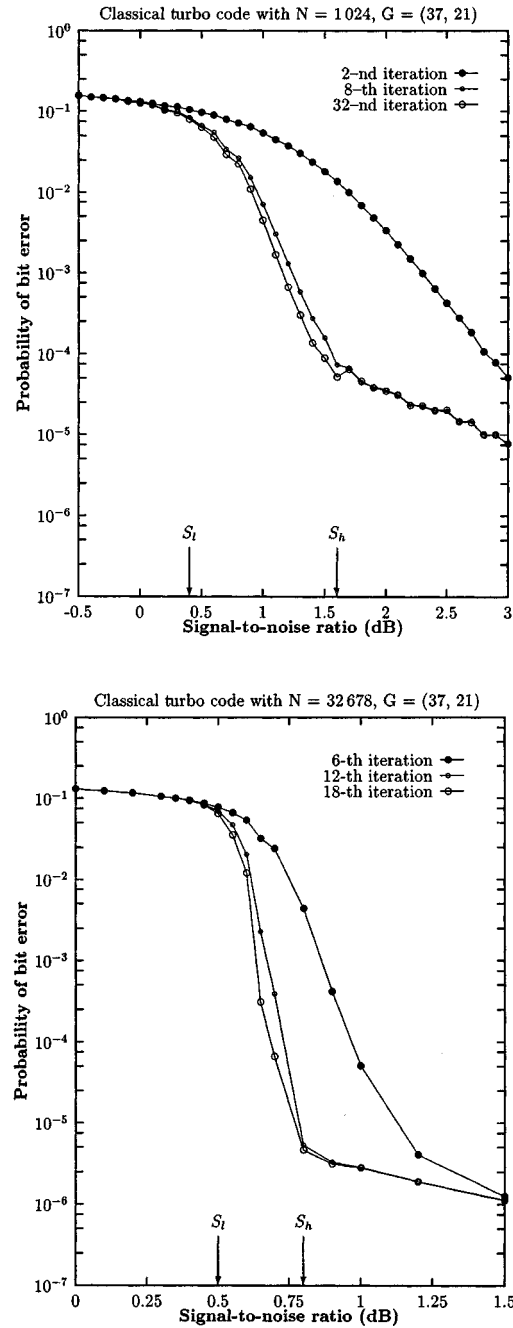 Classical turbo code with N = 1 024, G = (37, 21)
10^0
2-nd iteration
8-th iteration
32-nd iteration
10^-1
10^-2
10^-3
10^-4
10^-5
10^-6
10^-7
Probability of bit error
S_l
S_h
-0.5 0 0.5 1 1.5 2 2.5 3
Signal-to-noise ratio (dB)
Classical turbo code with N = 32 678, G = (37, 21)
10^0
6-th iteration
12-th iteration
18-th iteration
10^-1
10^-2
10^-3
10^-4
10^-5
10^-6
10^-7
Probability of bit error
S_l
S_h
0 0.25 0.5 0.75 1 1.25 1.5
Signal-to-noise ratio (dB)